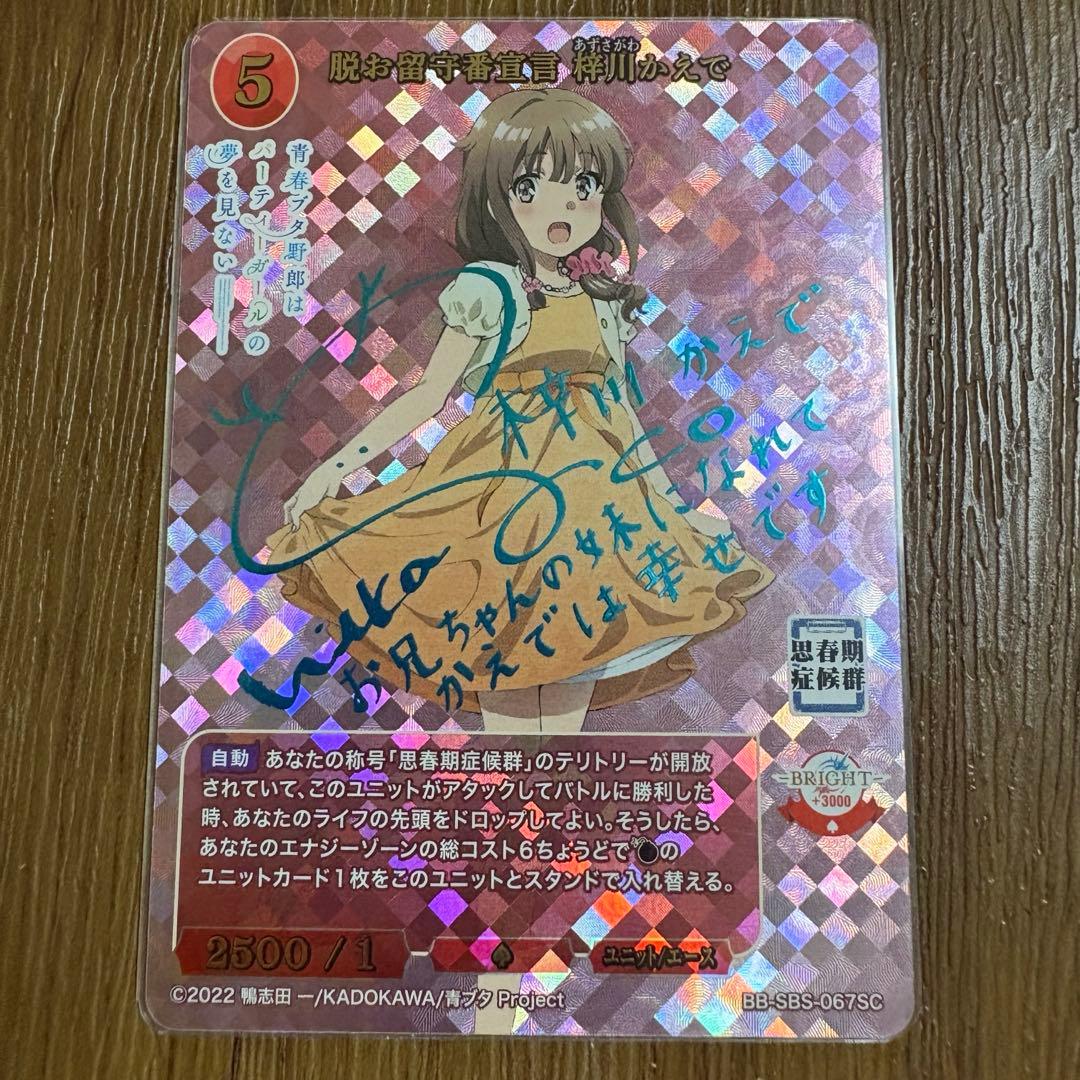 5
脱お留守番宣言 梓川かえで
あずさがわ
青春ブタ野郎は
パーティーガールの
夢を見ない
梓川 かえで
お兄ちゃんの妹になれて
かえでは幸せです
思春期
症候群
自動 あなたの称号「思春期症候群」のテリトリーが開放
されていて、このユニットがアタックしてバトルに勝利した
時、あなたのライフの先頭をドロップしてよい。そうしたら、
あなたのエナジーゾーンの総コスト6ちょうどで の
ユニットカード1枚をこのユニットとスタンドで入れ替える。
BRIGHT
+3000
2500 / 1
ユニット/エース
©2022 鴨志田 一/KADOKAWA/青ブタ Project
BB-SBS-067SC